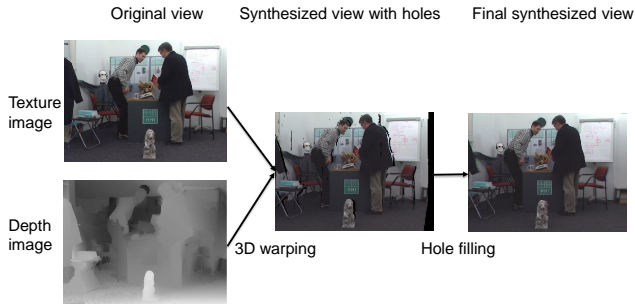 Original view
Synthesized view with holes
Final synthesized view
Texture
image
Depth
image
3D warping
Hole filling